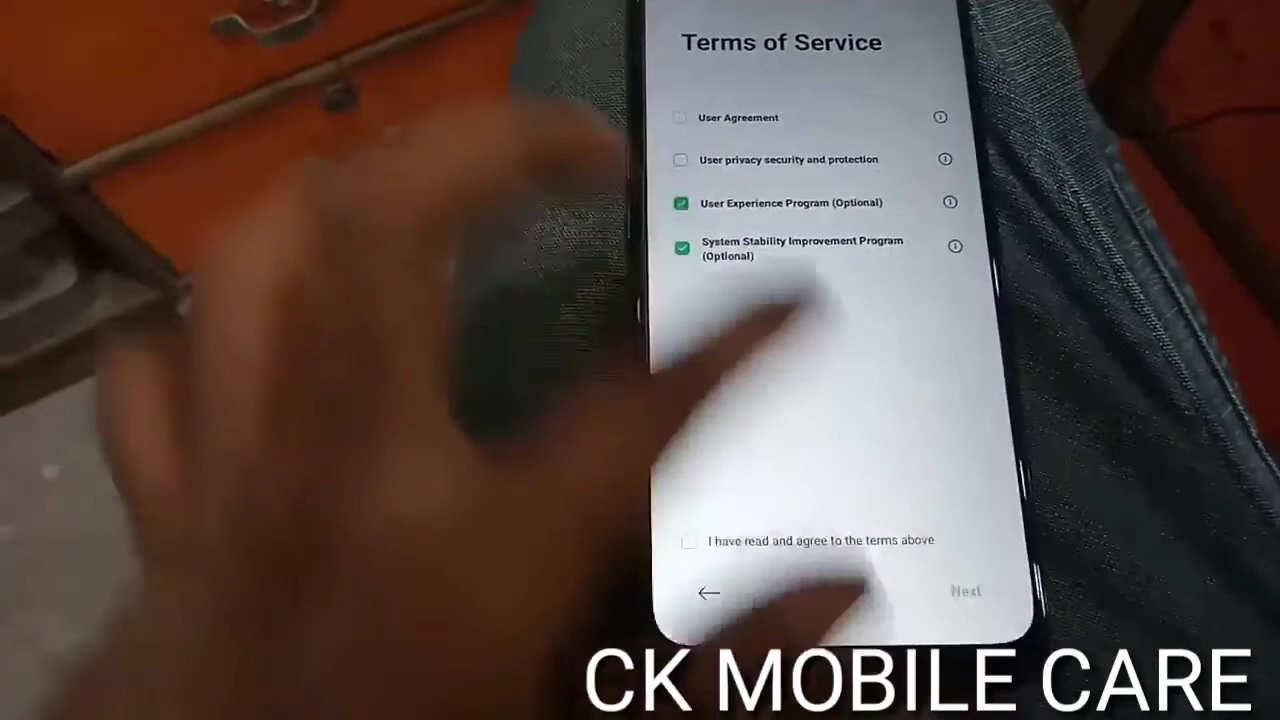 Terms of Service
User Agreement
User privacy security and protection
User Experience Program (Optional)
System Stability Improvement Program
(Optional)
I have read and agree to the terms above
Next
CK MOBILE CARE